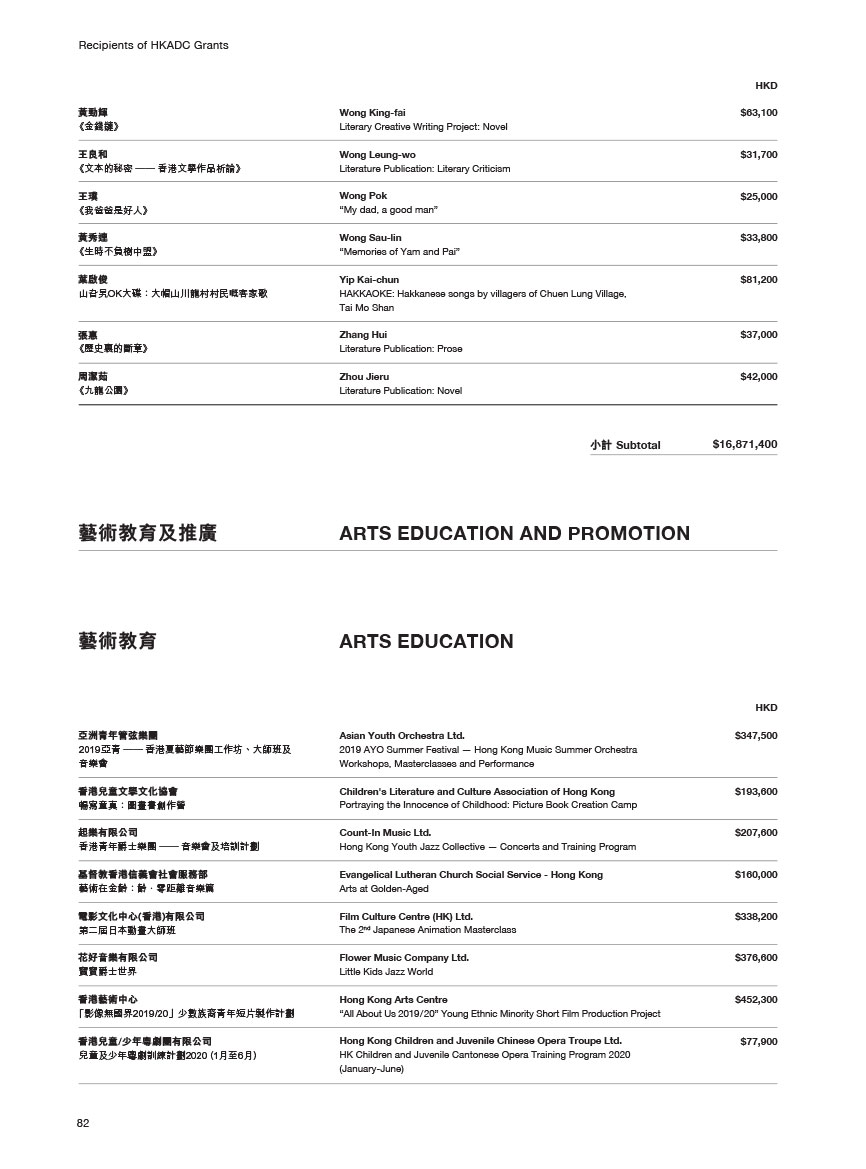 Recipients of HKADC Grants
HKD
黃勁輝 Wong King-fai $63,100
《金錢鏈》 Literary Creative Writing Project: Novel
王良和 Wong Leung-wo $31,700
《文本的秘密 —— 香港文學作品析論》 Literature Publication: Literary Criticism
王璞 Wong Pok $25,000
《我爸爸是好人》 “My dad, a good man”
黃秀蓮 Wong Sau-lin $33,800
《生時不負樹中盟》 “Memories of Yam and Pai”
葉啟俊 Yip Kai-chun $81,200
山旮旯OK大碟：大帽山川龍村村民嘅客家歌 HAKKAOKE: Hakkanese songs by villagers of Chuen Lung Village,
Tai Mo Shan
張惠 Zhang Hui $37,000
《歷史裏的斷章》 Literature Publication: Prose
周潔茹 Zhou Jieru $42,000
《九龍公園》 Literature Publication: Novel
小計 Subtotal $16,871,400
藝術教育及推廣 ARTS EDUCATION AND PROMOTION
藝術教育 ARTS EDUCATION
HKD
亞洲青年管弦樂團 Asian Youth Orchestra Ltd. $347,500
2019亞青 —— 香港夏藝節樂團工作坊、大師班及 2019 AYO Summer Festival — Hong Kong Music Summer Orchestra
音樂會 Workshops, Masterclasses and Performance
香港兒童文學文化協會 Children's Literature and Culture Association of Hong Kong $193,600
暢寫童真：圖畫書創作營 Portraying the Innocence of Childhood: Picture Book Creation Camp
起樂有限公司 Count-In Music Ltd. $207,600
香港青年爵士樂團 —— 音樂會及培訓計劃 Hong Kong Youth Jazz Collective — Concerts and Training Program
基督教香港信義會社會服務部 Evangelical Lutheran Church Social Service - Hong Kong $160,000
藝術在金齡：齡．零距離音樂篇 Arts at Golden-Aged
電影文化中心(香港)有限公司 Film Culture Centre (HK) Ltd. $338,200
第二屆日本動畫大師班 The 2nd Japanese Animation Masterclass
花好音樂有限公司 Flower Music Company Ltd. $376,600
寶寶爵士世界 Little Kids Jazz World
香港藝術中心 Hong Kong Arts Centre $452,300
「影像無國界2019/20」少數族裔青年短片製作計劃 “All About Us 2019/20” Young Ethnic Minority Short Film Production Project
香港兒童/少年粵劇團有限公司 Hong Kong Children and Juvenile Chinese Opera Troupe Ltd. $77,900
兒童及少年粵劇訓練計劃2020 (1月至6月) HK Children and Juvenile Cantonese Opera Training Program 2020
(January-June)
82